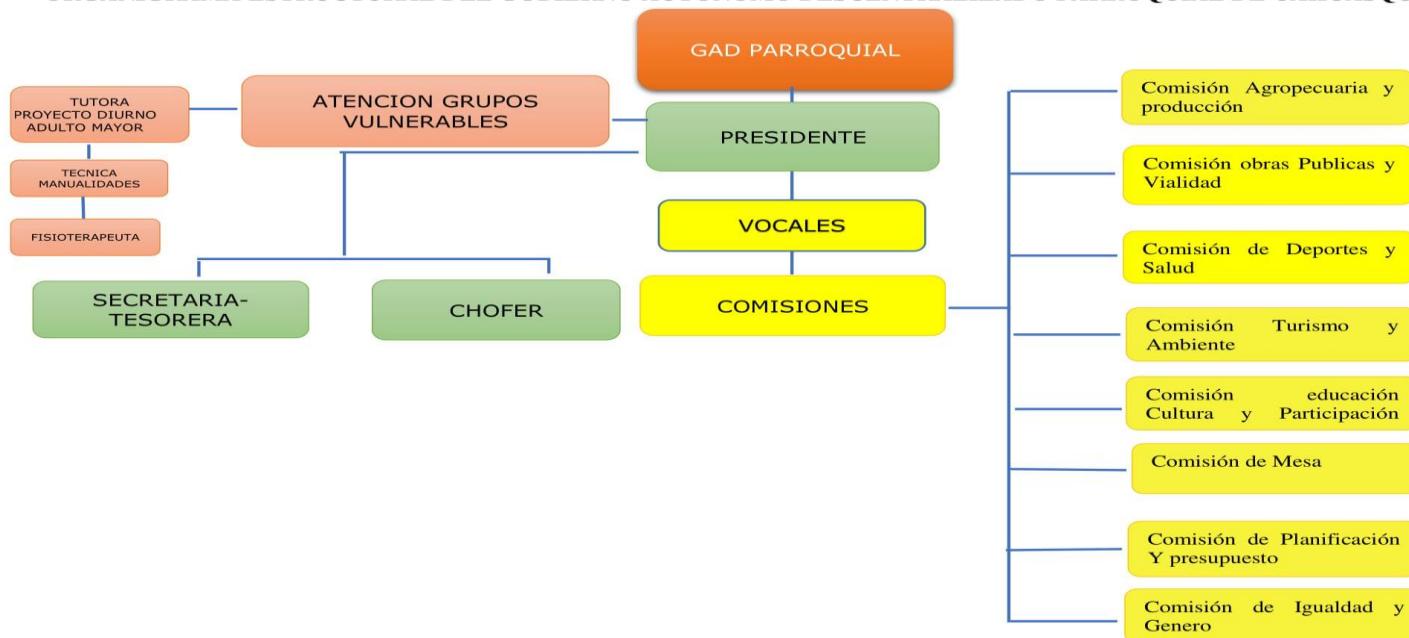 GAD PARROQUIAL
PRESIDENTE
VOCALES
COMISIONES
ATENCION GRUPOS
VULNERABLES
TUTORA
PROYECTO DIURNO
ADULTO MAYOR
TECNICA
MANUALIDADES
FISIOTERAPEUTA
SECRETARIA-
TESORERA
CHOFER
Comisión Agropecuaria y
producción
Comisión obras Publicas y
Vialidad
Comisión de Deportes y
Salud
Comisión Turismo y
Ambiente
Comisión educación
Cultura y Participación
Comisión de Mesa
Comisión de Planificación
Y presupuesto
Comisión de Igualdad y
Genero